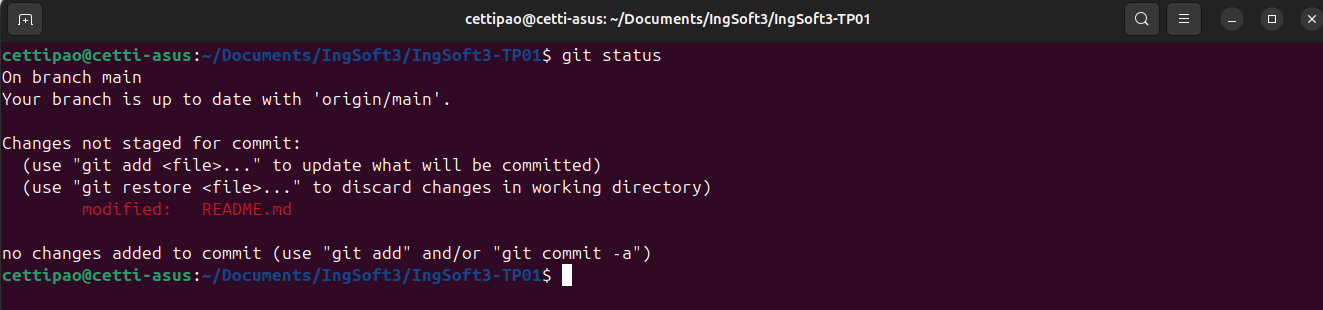 cettipao@cetti-asus: ~/Documents/IngSoft3/IngSoft3-TP01
cettipao@cetti-asus:~/Documents/IngSoft3/IngSoft3-TP01$ git status
On branch main
Your branch is up to date with 'origin/main'.

Changes not staged for commit:
  (use "git add <file>..." to update what will be committed)
  (use "git restore <file>..." to discard changes in working directory)
        modified:   README.md

no changes added to commit (use "git add" and/or "git commit -a")
cettipao@cetti-asus:~/Documents/IngSoft3/IngSoft3-TP01$